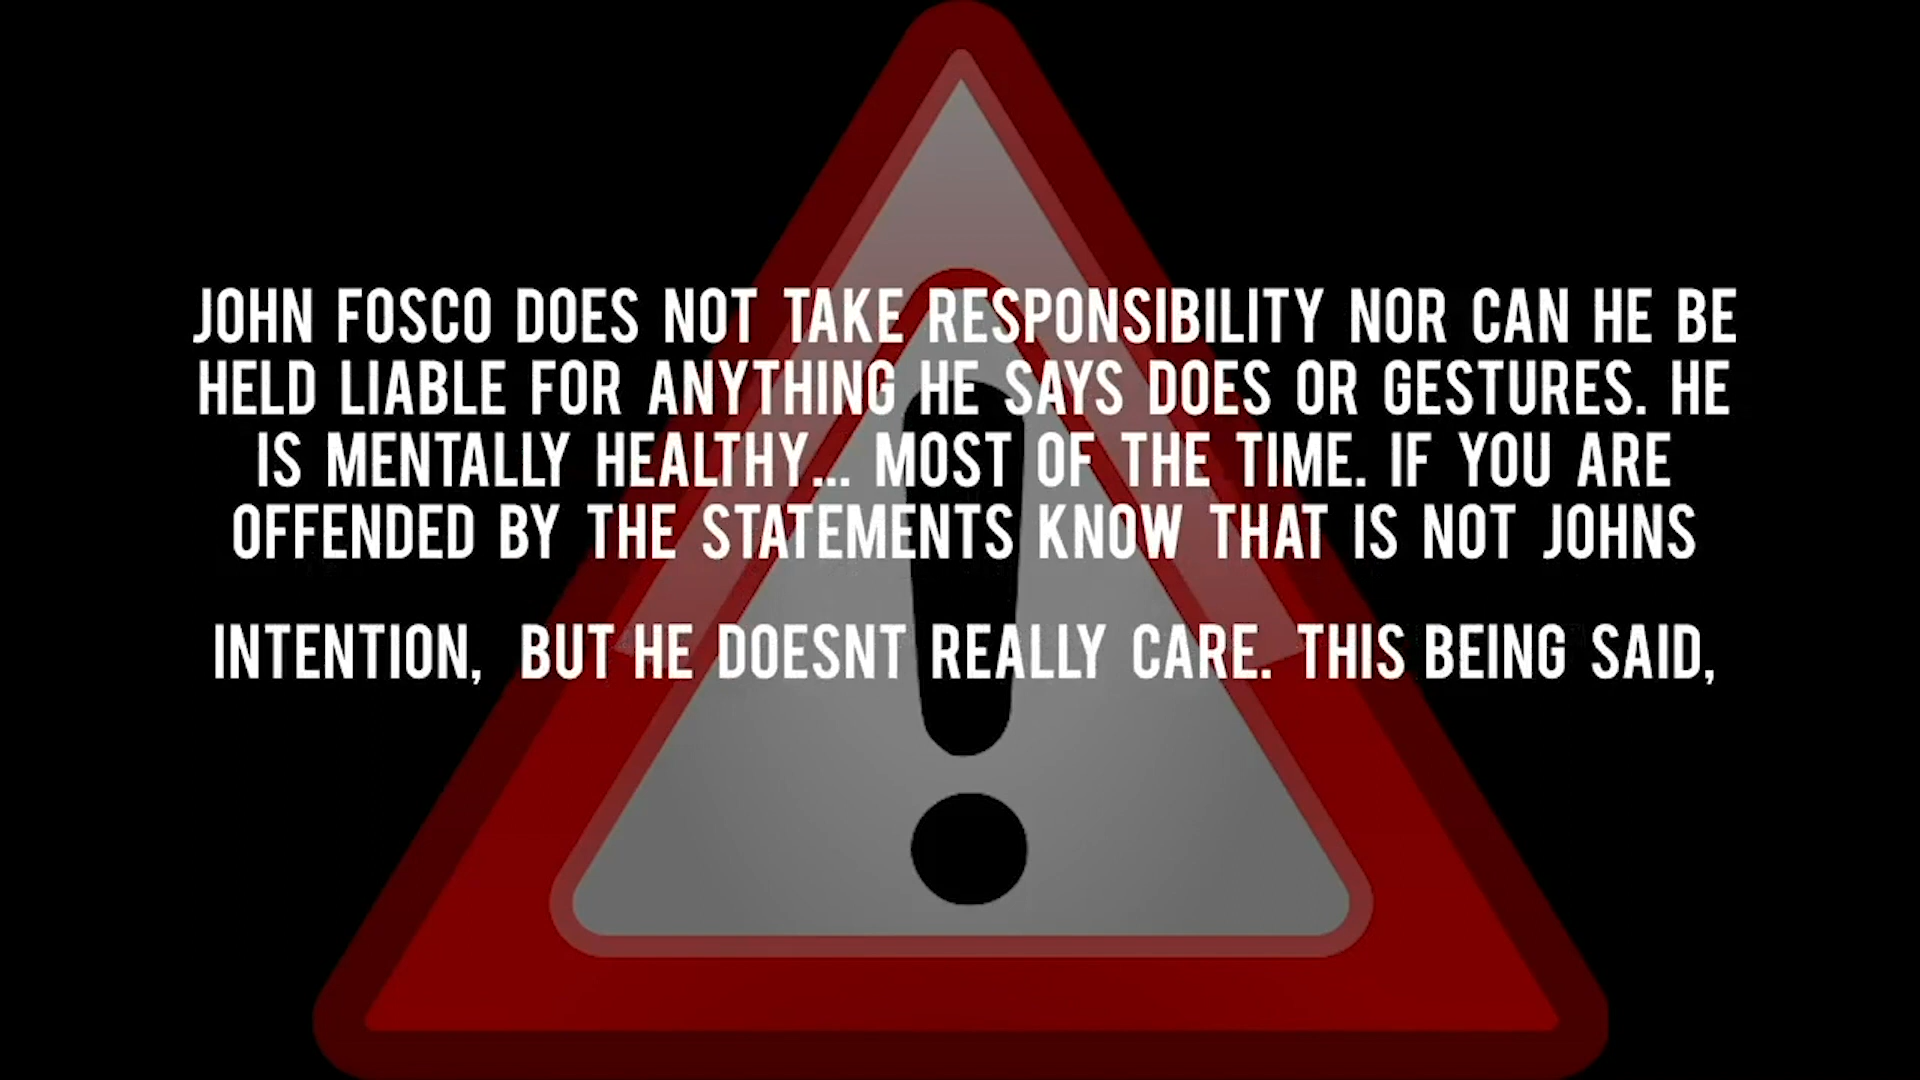 JOHN FOSCO DOES NOT TAKE RESPONSIBILITY NOR CAN HE BE
HELD LIABLE FOR ANYTHING HE SAYS DOES OR GESTURES. HE
IS MENTALLY HEALTHY... MOST OF THE TIME. IF YOU ARE
OFFENDED BY THE STATEMENTS KNOW THAT IS NOT JOHNS
INTENTION, BUT HE DOESNT REALLY CARE. THIS BEING SAID,